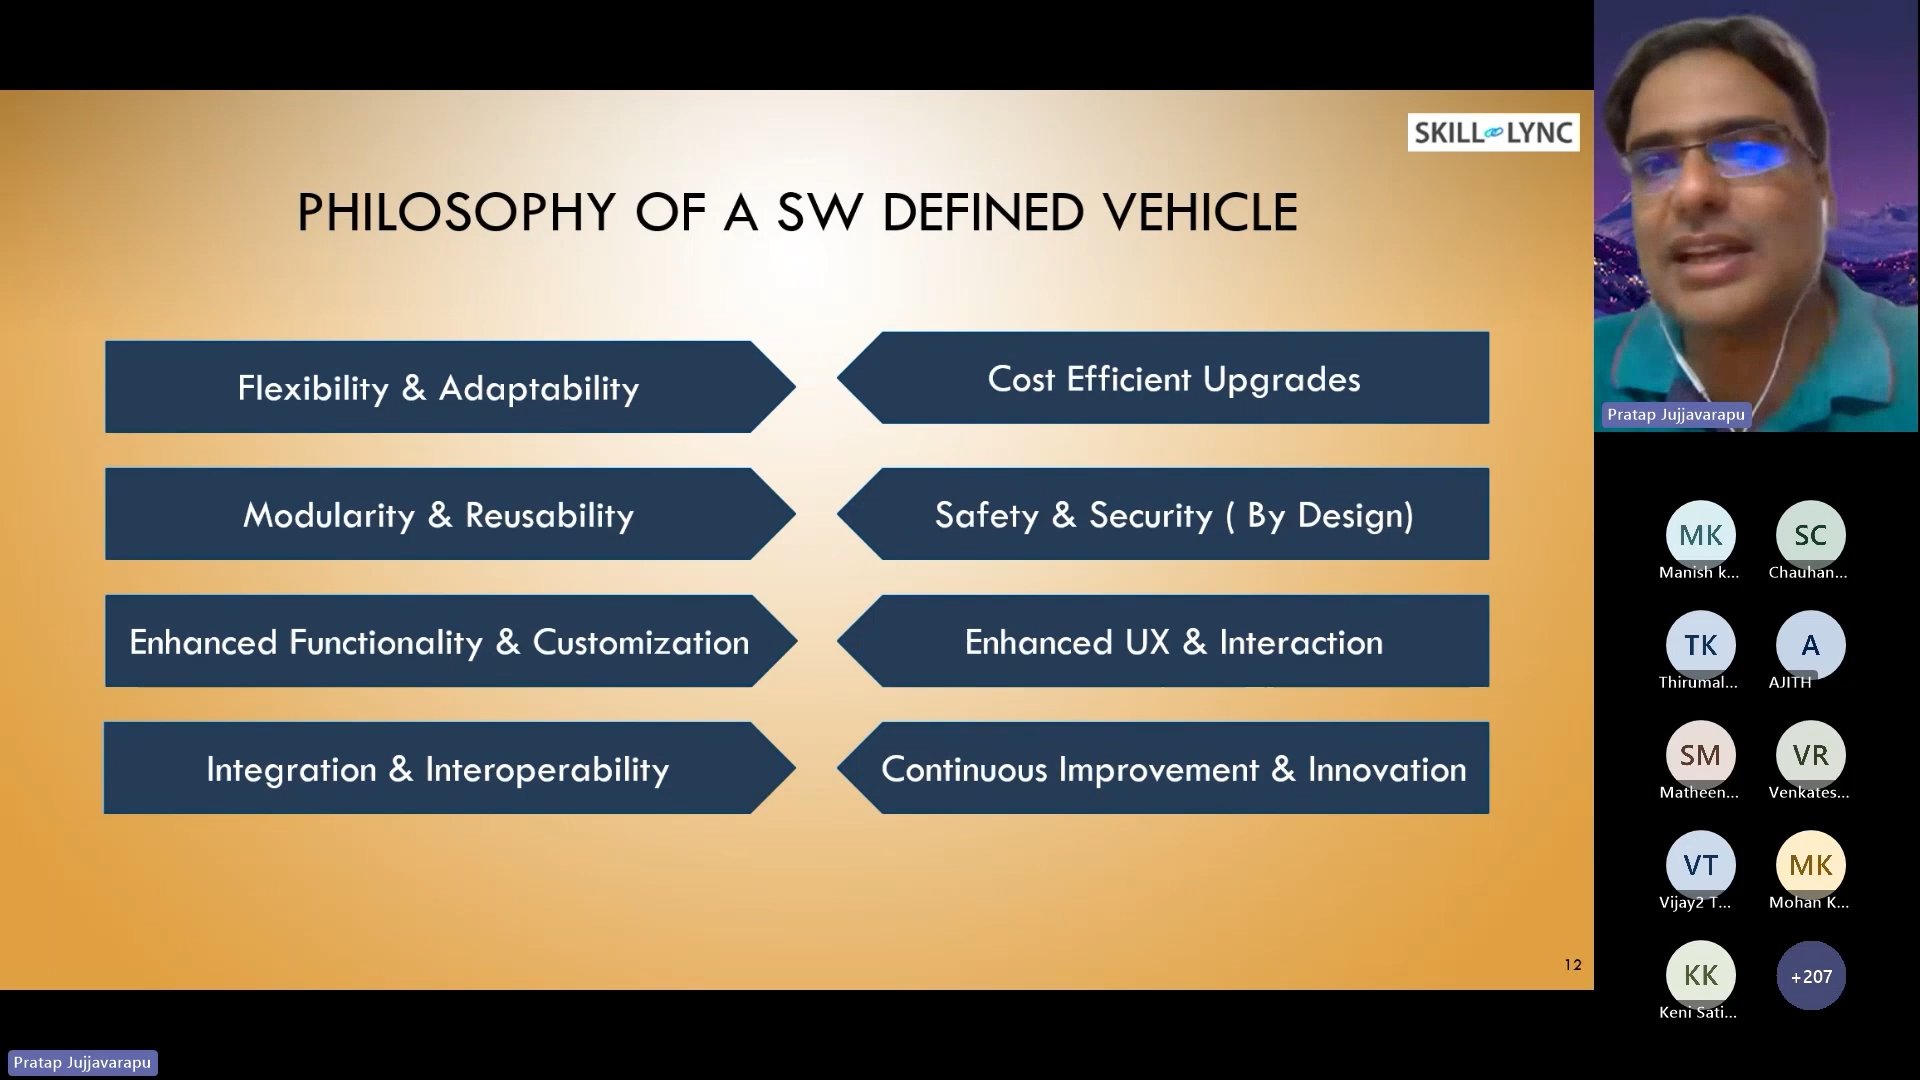 SKILL LYNC
PHILOSOPHY OF A SW DEFINED VEHICLE
Flexibility & Adaptability
Cost Efficient Upgrades
Modularity & Reusability
Safety & Security ( By Design)
Enhanced Functionality & Customization
Enhanced UX & Interaction
Integration & Interoperability
Continuous Improvement & Innovation
12
Pratap Jujjavarapu
Pratap Jujjavarapu
MK
Manish k...
SC
Chauhan...
TK
Thirumal...
A
AJITH
SM
Matheen...
VR
Venkates...
VT
Vijay2 T...
MK
Mohan K...
KK
Keni Sati...
+207